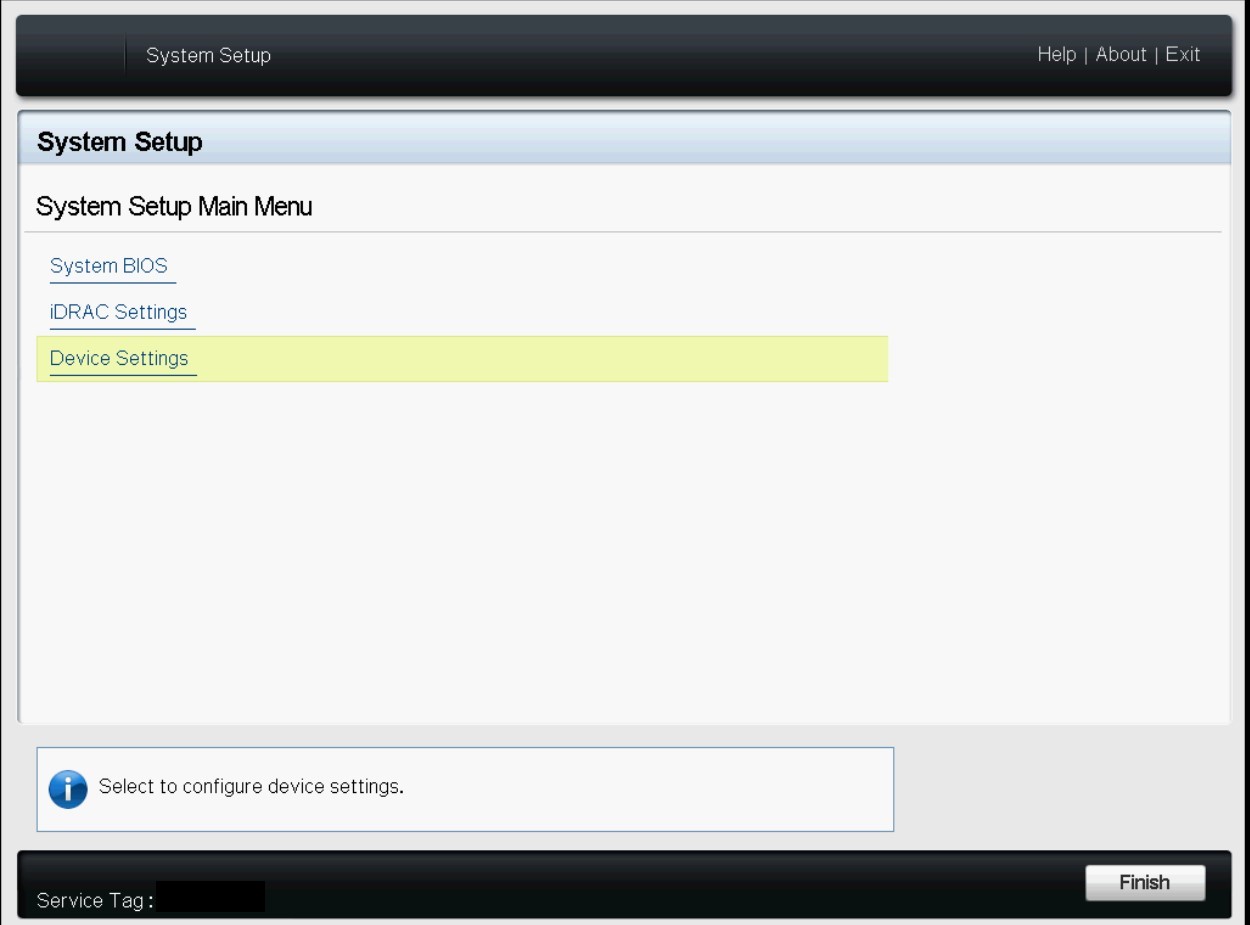 System Setup
Help | About | Exit
System Setup
System Setup Main Menu
System BIOS
iDRAC Settings
Device Settings
Select to configure device settings.
Service Tag :
Finish